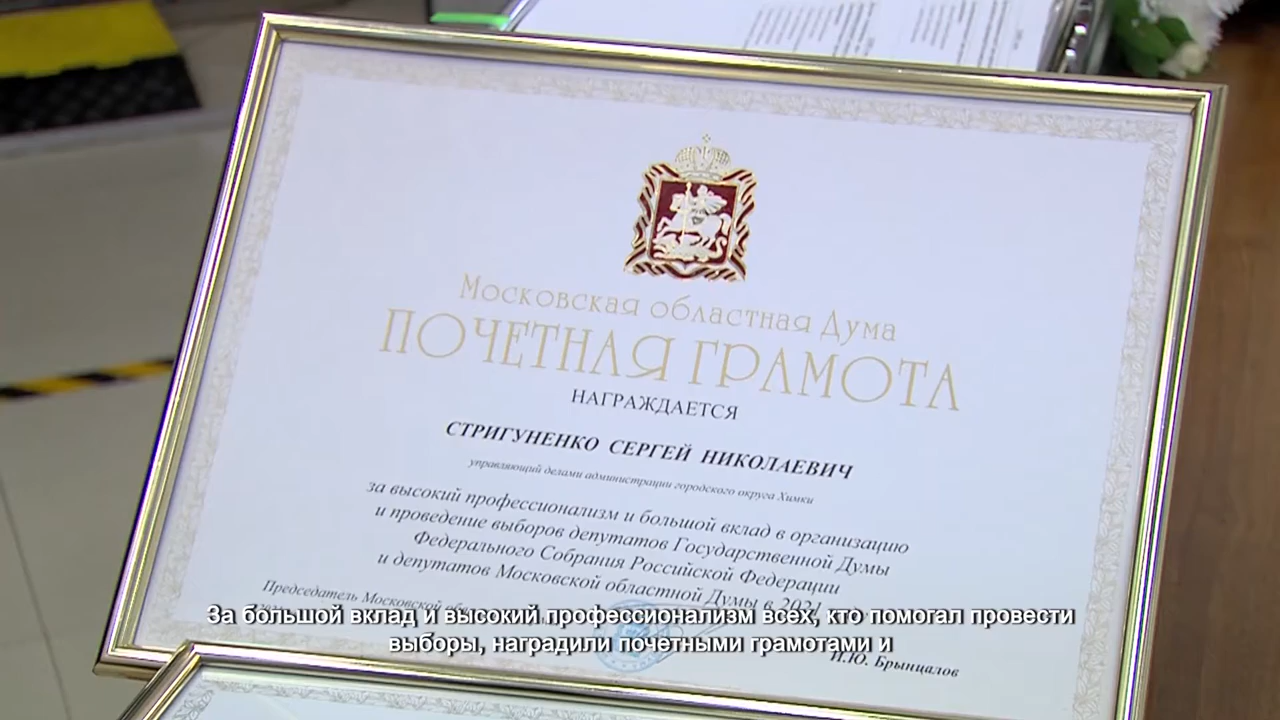 Московская областная Дума
ПОЧЕТНАЯ ГРАМОТА
НАГРАЖДАЕТСЯ
СТРИГУНЕНКО СЕРГЕЙ НИКОЛАЕВИЧ
управляющий делами администрации городского округа Химки
за высокий профессионализм и большой вклад в организацию
и проведение выборов депутатов Государственной Думы
Федерального Собрания Российской Федерации
и депутатов Московской областной Думы в 2021
Председатель Московской
И.Ю. Брынцалов
За большой вклад и высокий профессионализм всех, кто помогал провести
выборы, наградили почетными грамотами и